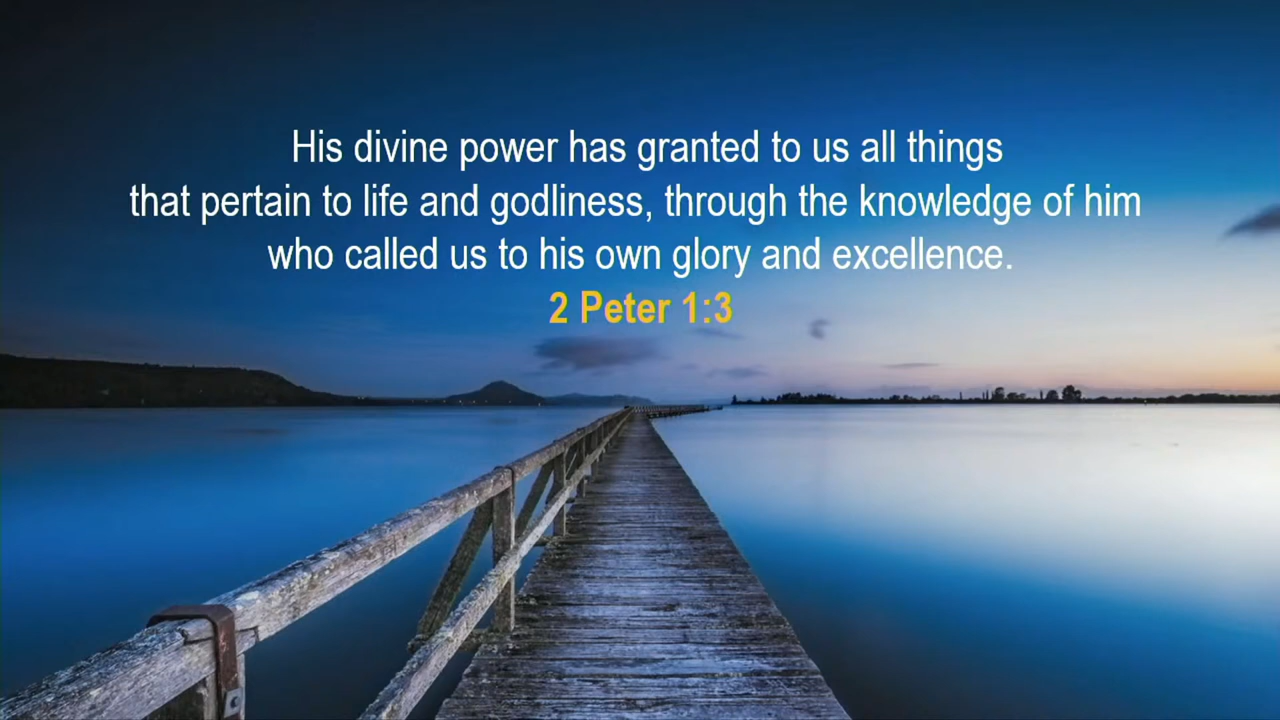 His divine power has granted to us all things
that pertain to life and godliness, through the knowledge of him
who called us to his own glory and excellence.
2 Peter 1:3